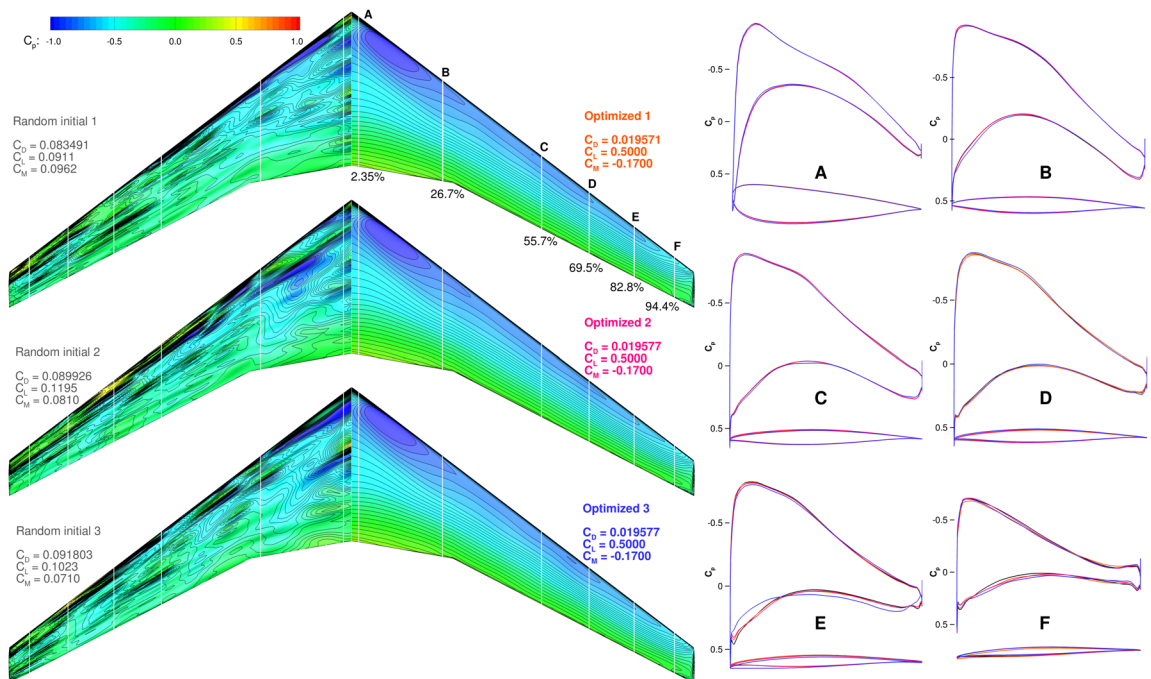 Cp: -1.0 -0.5 0.0 0.5 1.0
A
B
C
D
E
F
2.35%
26.7%
55.7%
69.5%
82.8%
94.4%
Random initial 1
CD = 0.083491
CL = 0.0911
CM = 0.0962
Optimized 1
CD = 0.019571
CL = 0.5000
CM = -0.1700
Random initial 2
CD = 0.089926
CL = 0.1195
CM = 0.0810
Optimized 2
CD = 0.019577
CL = 0.5000
CM = -0.1700
Random initial 3
CD = 0.091803
CL = 0.1023
CM = 0.0710
Optimized 3
CD = 0.019577
CL = 0.5000
CM = -0.1700
-0.5
Cp
0
0.5
A
-0.5
Cp
0
0.5
B
-0.5
Cp
0
0.5
C
-0.5
Cp
0
0.5
D
-0.5
Cp
0
0.5
E
-0.5
Cp
0
0.5
F